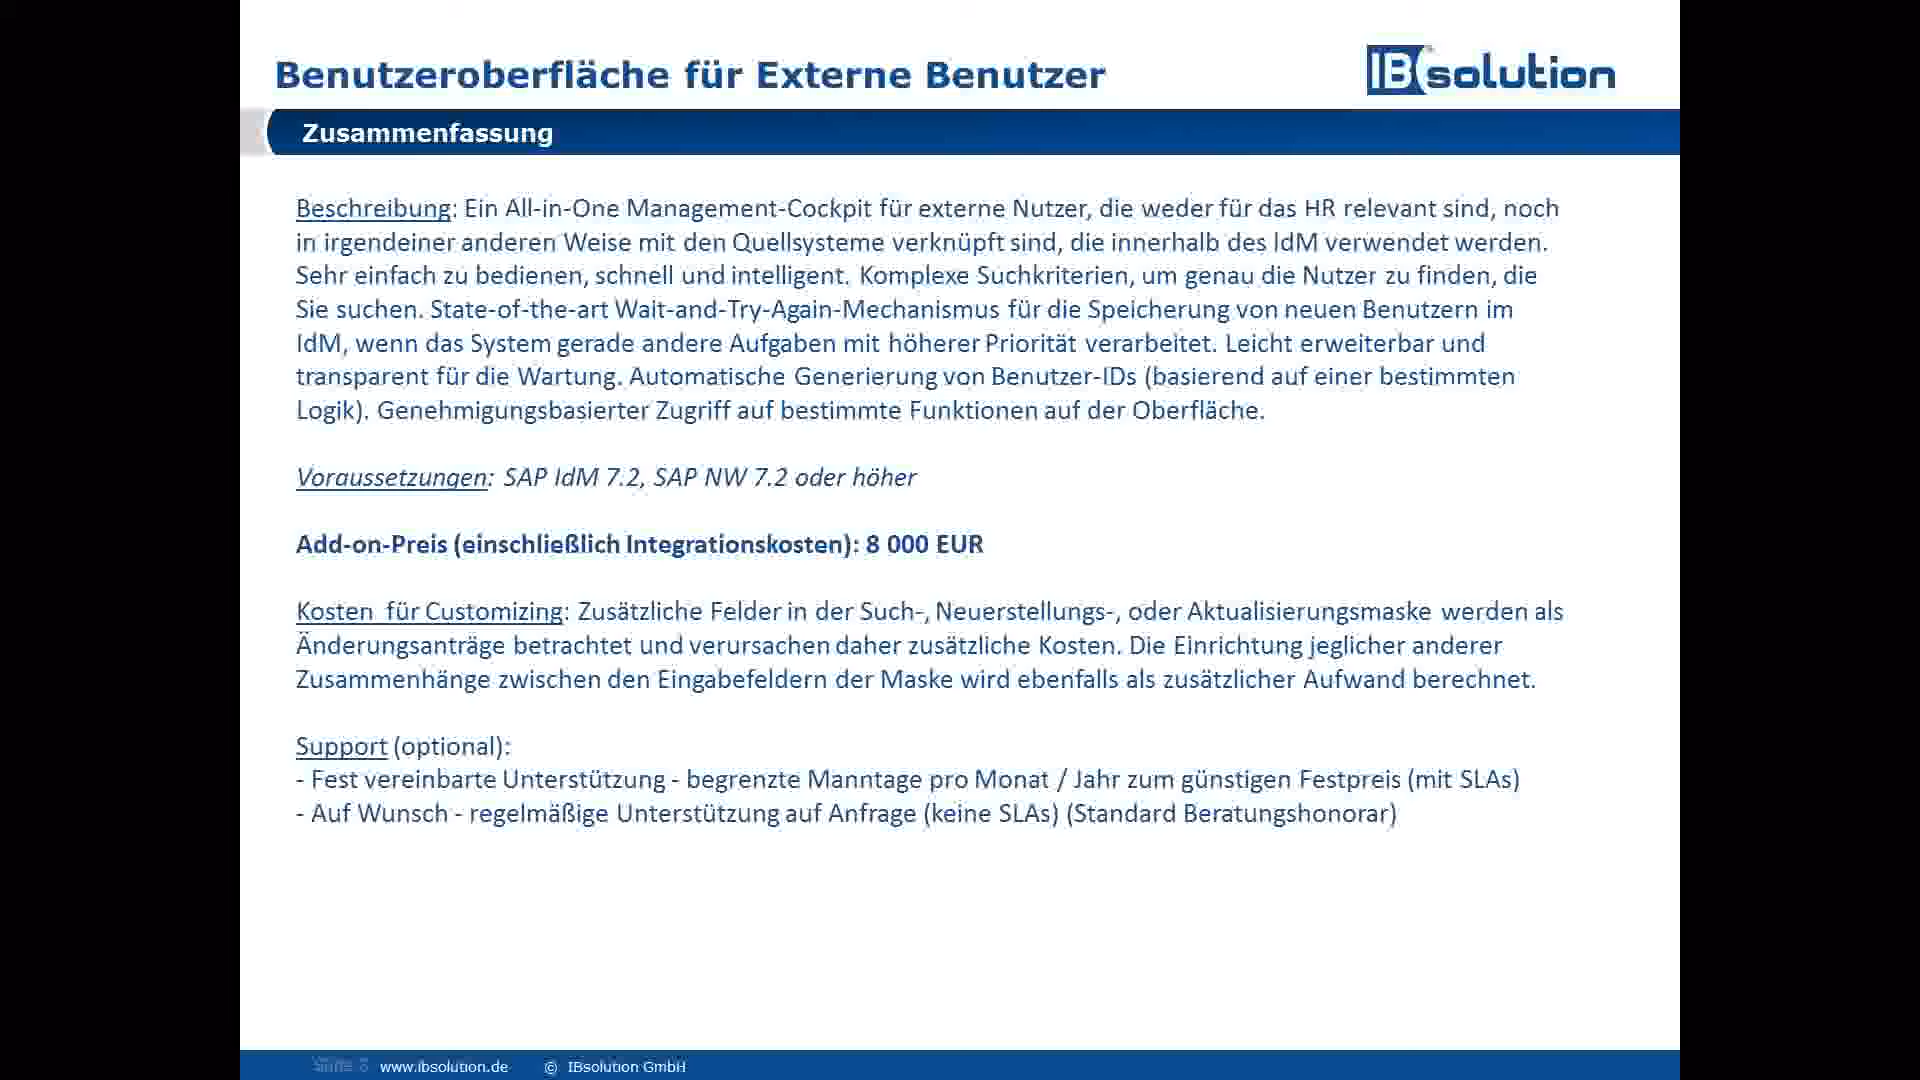 Benutzeroberfläche für Externe Benutzer
IBsolution
Zusammenfassung
Beschreibung: Ein All-in-One Management-Cockpit für externe Nutzer, die weder für das HR relevant sind, noch
in irgendeiner anderen Weise mit den Quellsysteme verknüpft sind, die innerhalb des IdM verwendet werden.
Sehr einfach zu bedienen, schnell und intelligent. Komplexe Suchkriterien, um genau die Nutzer zu finden, die
Sie suchen. State-of-the-art Wait-and-Try-Again-Mechanismus für die Speicherung von neuen Benutzern im
IdM, wenn das System gerade andere Aufgaben mit höherer Priorität verarbeitet. Leicht erweiterbar und
transparent für die Wartung. Automatische Generierung von Benutzer-IDs (basierend auf einer bestimmten
Logik). Genehmigungsbasierter Zugriff auf bestimmte Funktionen auf der Oberfläche.
Voraussetzungen: SAP IdM 7.2, SAP NW 7.2 oder höher
Add-on-Preis (einschließlich Integrationskosten): 8 000 EUR
Kosten für Customizing: Zusätzliche Felder in der Such-, Neuerstellungs-, oder Aktualisierungsmaske werden als
Änderungsanträge betrachtet und verursachen daher zusätzliche Kosten. Die Einrichtung jeglicher anderer
Zusammenhänge zwischen den Eingabefeldern der Maske wird ebenfalls als zusätzlicher Aufwand berechnet.
Support (optional):
- Fest vereinbarte Unterstützung - begrenzte Manntage pro Monat / Jahr zum günstigen Festpreis (mit SLAs)
- Auf Wunsch - regelmäßige Unterstützung auf Anfrage (keine SLAs) (Standard Beratungshonorar)
www.ibsolution.de © IBsolution GmbH